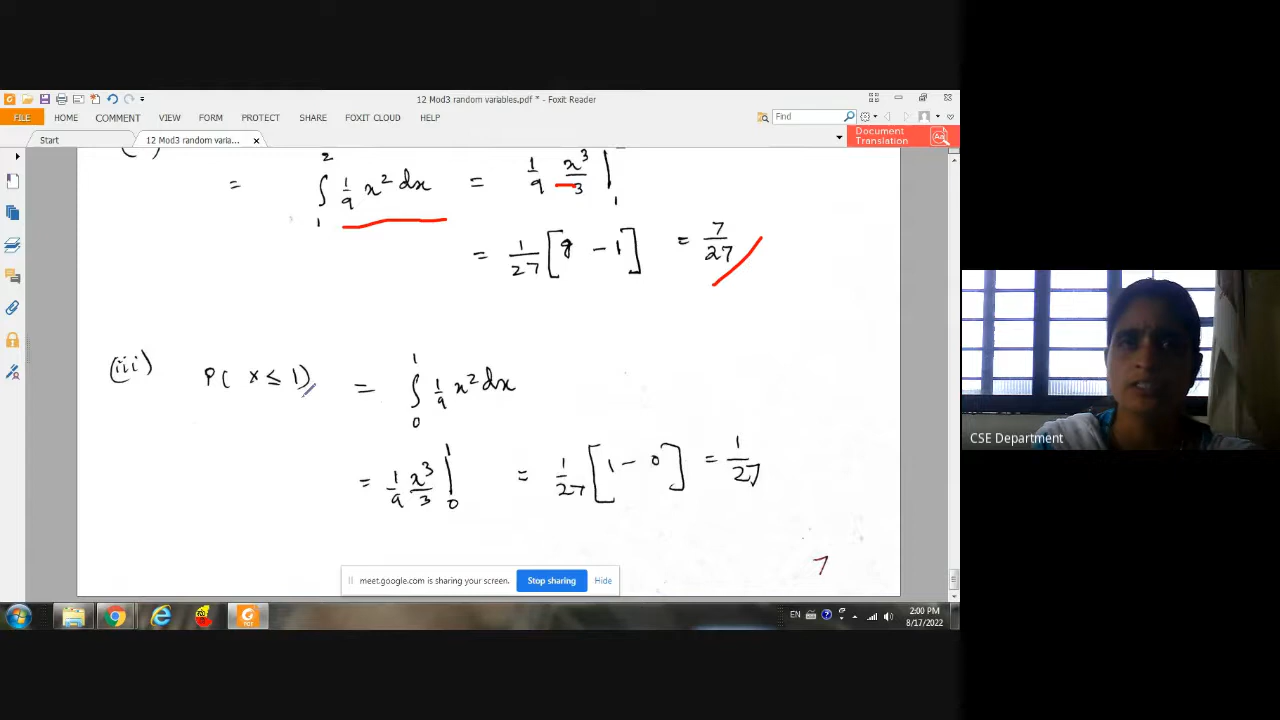 12 Mod3 random variables.pdf * - Foxit Reader
FILE HOME COMMENT VIEW FORM PROTECT SHARE FOXIT CLOUD HELP
Find
Document Translation
Start 12 Mod3 random varia...
2
= ∫ 1/9 x² dx = 1/9 x³/3 |
1 1
= 1/27 [8 − 1] = 7/27
(iii) P( X ≤ 1) = ∫₀¹ 1/9 x² dx
= 1/9 x³/3 |₀¹ = 1/27 [1 − 0] = 1/27
7
meet.google.com is sharing your screen. Stop sharing Hide
CSE Department
EN 2:00 PM
8/17/2022